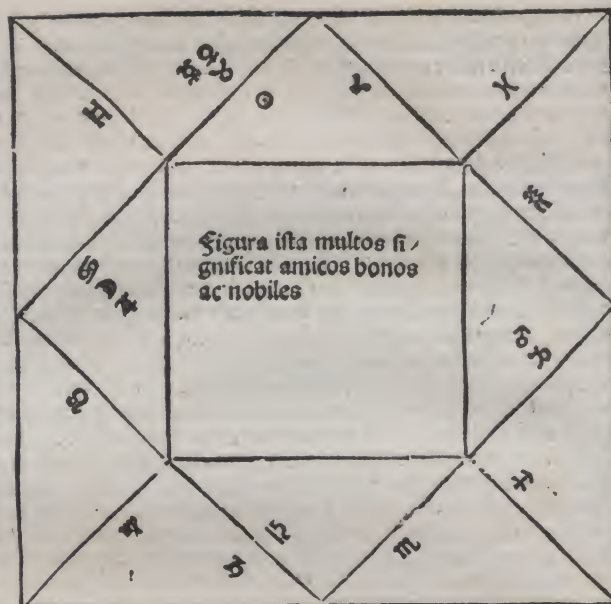 Figura ista multos si⸗
gnificat amicos bonos
ac nobiles